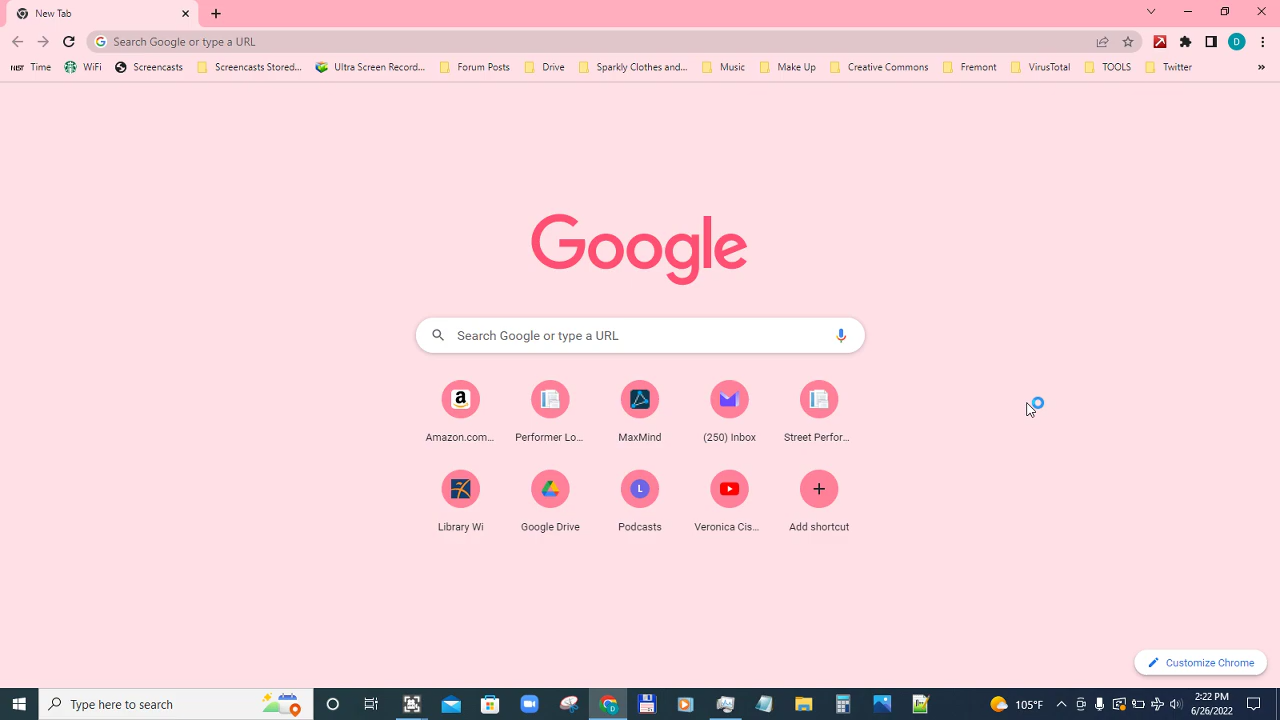 New Tab
Search Google or type a URL
NIST Time WiFi Screencasts Screencasts Stored... Ultra Screen Record... Forum Posts Drive Sparkly Clothes and... Music Make Up Creative Commons Fremont VirusTotal TOOLS Twitter »
Google
Search Google or type a URL
Amazon.com... Performer Lo... MaxMind (250) Inbox Street Perfor...
L
Library Wi Google Drive Podcasts Veronica Cis... Add shortcut
Customize Chrome
Type here to search 105°F 2:22 PM
6/26/2022